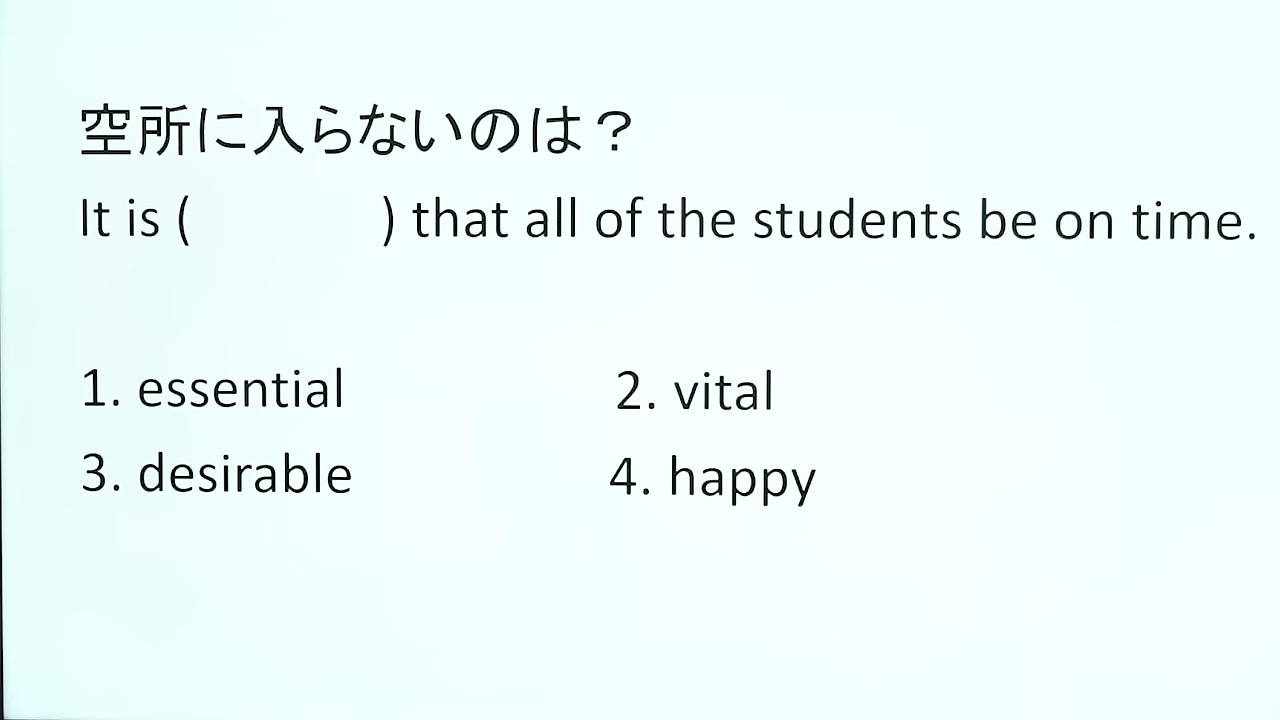 空所に入らないのは？
It is (            ) that all of the students be on time.
1. essential 2. vital
3. desirable 4. happy